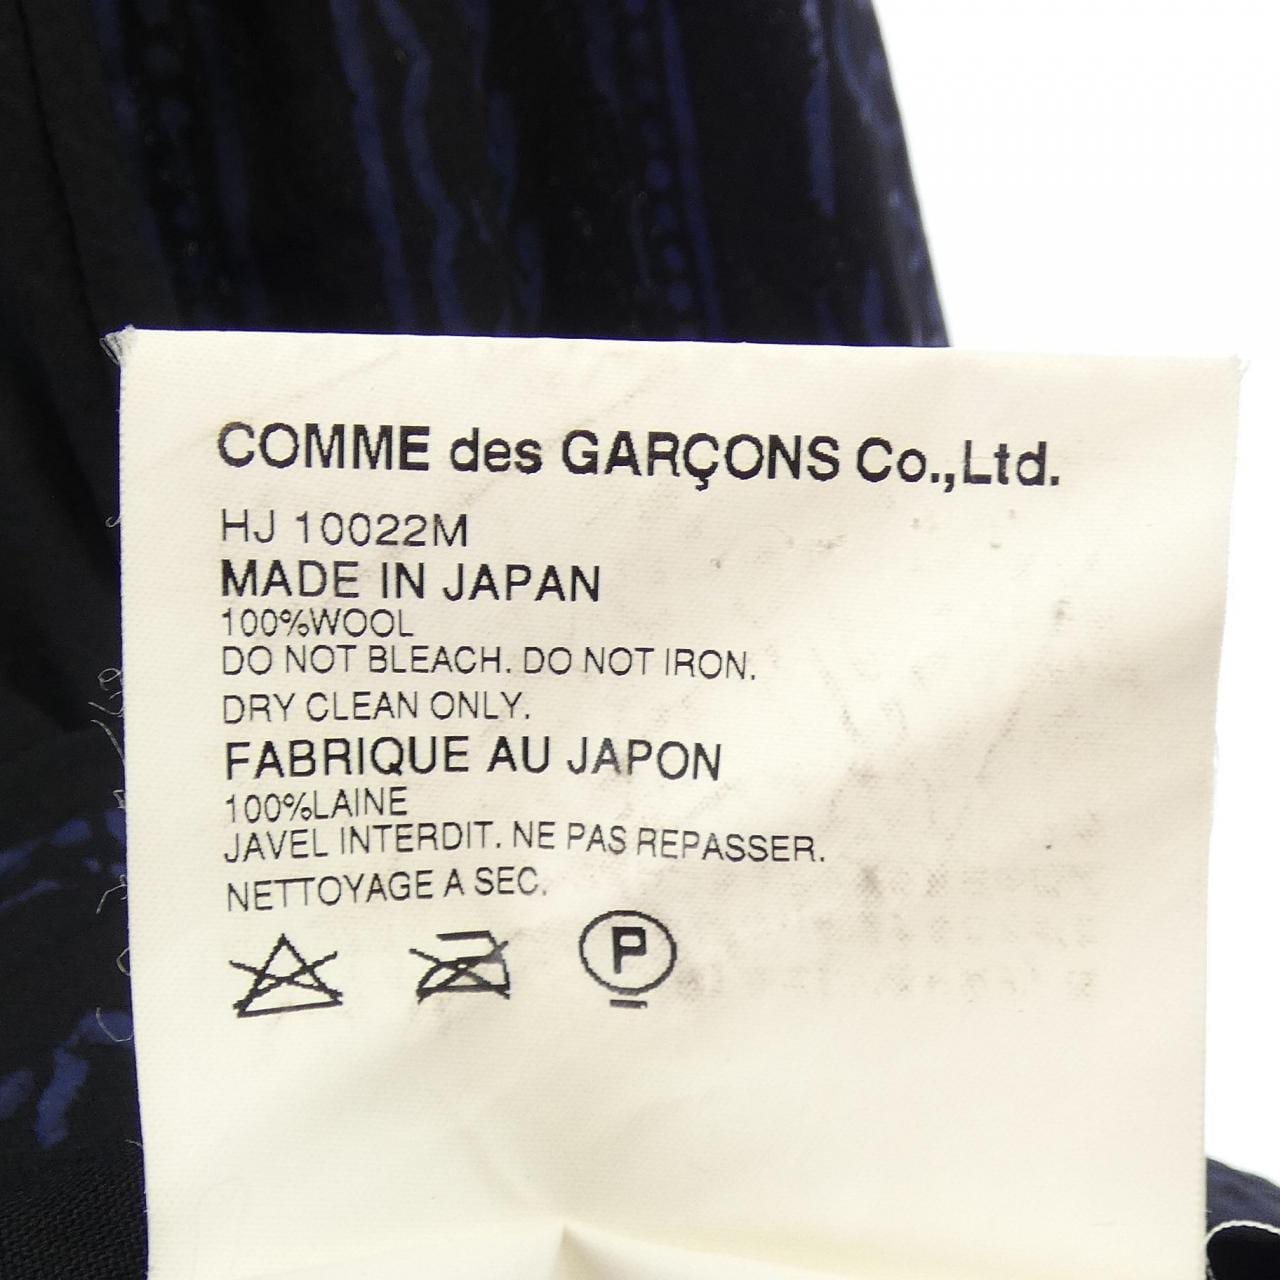 COMME des GARÇONS Co.,Ltd.
HJ 10022M
MADE IN JAPAN
100%WOOL
DO NOT BLEACH. DO NOT IRON.
DRY CLEAN ONLY.
FABRIQUE AU JAPON
100%LAINE
JAVEL INTERDIT. NE PAS REPASSER.
NETTOYAGE A SEC.
P